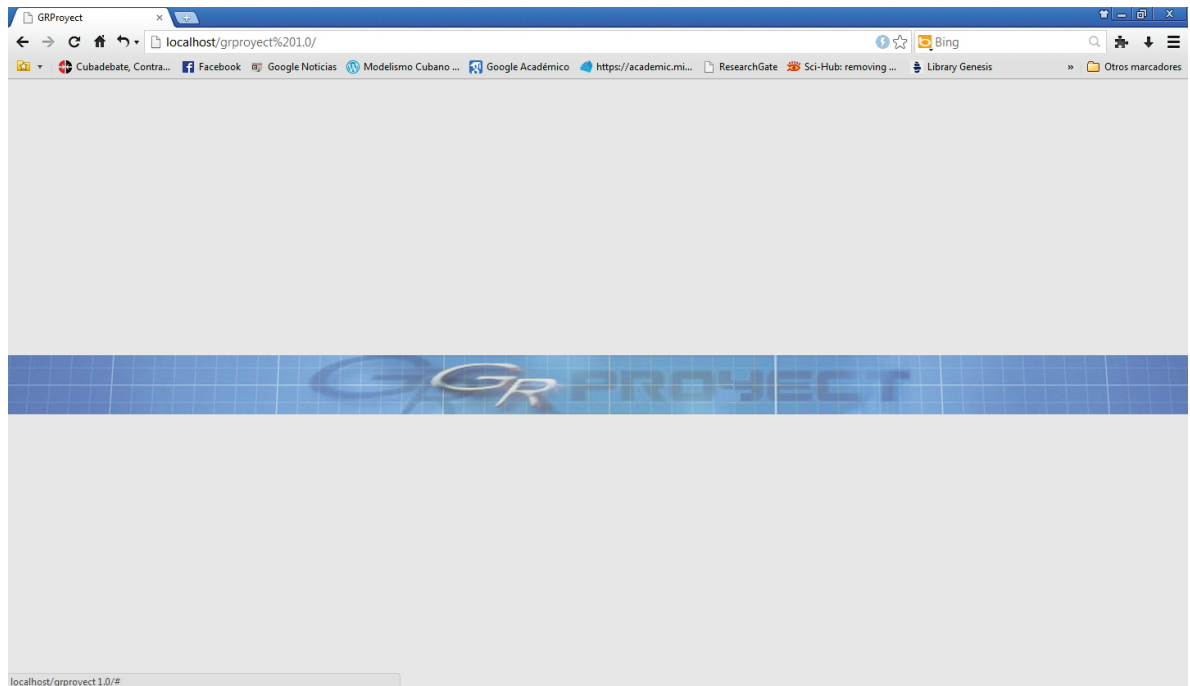 GRProyect
localhost/grproyect%201.0/
Bing
Cubadebate, Contra...
Facebook
Google Noticias
Modelismo Cubano ...
Google Académico
https://academic.mi...
ResearchGate
Sci-Hub: removing ...
Library Genesis
»
Otros marcadores
GR PROYECT
localhost/grproyect 1.0/#